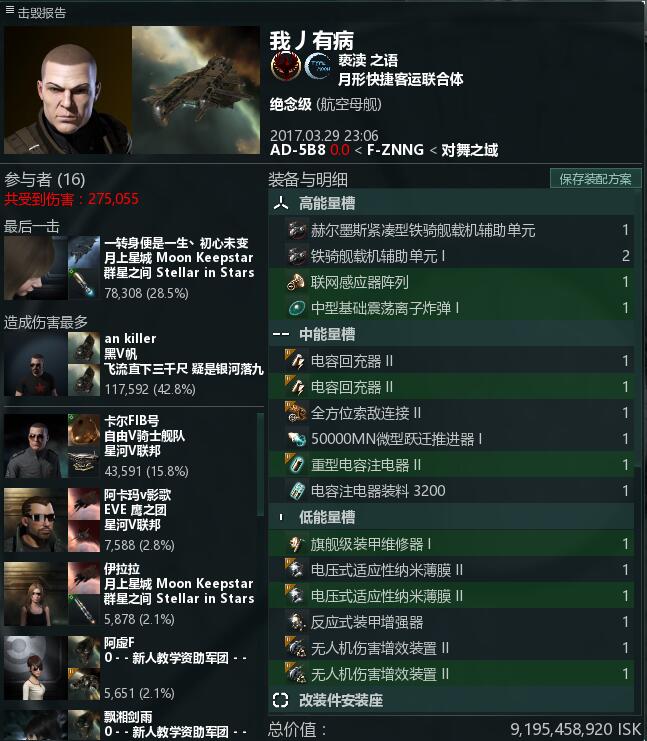 击毁报告
我丿有病
亵渎 之语
月形快捷客运联合体
绝念级 (航空母舰)
2017.03.29 23:06
AD-5B8 0.0 < F-ZNNG < 对舞之域
参与者 (16)
共受到伤害：275,055
最后一击
一转身便是一生、初心未变
月上星城 Moon Keepstar
群星之间 Stellar in Stars
78,308 (28.5%)
造成伤害最多
an killer
黑V帆
飞流直下三千尺 疑是银河落九
117,592 (42.8%)
卡尔FIB号
自由V骑士舰队
星河V联邦
43,591 (15.8%)
阿卡玛v影歌
EVE 鹰之团
星河V联邦
7,588 (2.8%)
伊拉拉
月上星城 Moon Keepstar
群星之间 Stellar in Stars
5,878 (2.1%)
阿虚F
0 - - 新人教学资助军团 - -
5,651 (2.1%)
飘湘剑雨
0 - - 新人教学资助军团 - -
装备与明细
保存装配方案
高能量槽
赫尔墨斯紧凑型铁骑舰载机辅助单元 1
铁骑舰载机辅助单元 I 2
联网感应器阵列 1
中型基础震荡离子炸弹 I 1
中能量槽
电容回充器 II 1
电容回充器 II 1
全方位索敌连接 II 1
50000MN微型跃迁推进器 I 1
重型电容注电器 II 1
电容注电器装料 3200 1
低能量槽
旗舰级装甲维修器 I 1
电压式适应性纳米薄膜 II 1
电压式适应性纳米薄膜 II 1
反应式装甲增强器 1
无人机伤害增效装置 II 1
无人机伤害增效装置 II 1
改装件安装座
总价值： 9,195,458,920 ISK